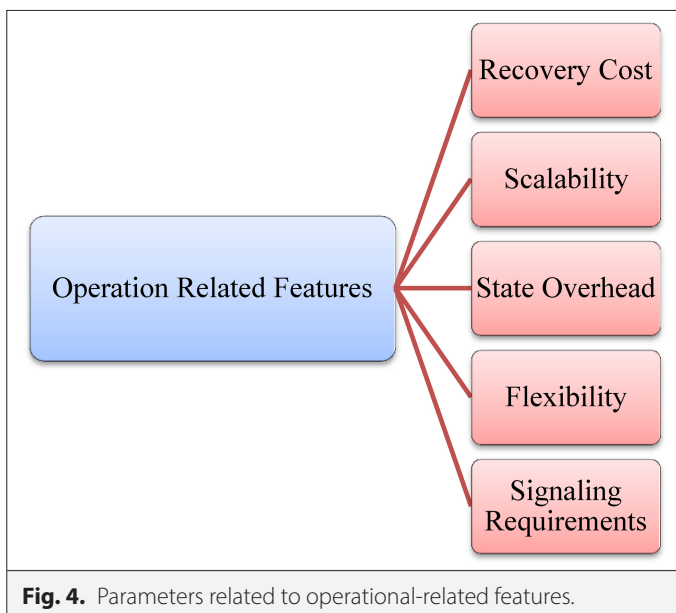 Operation Related Features
Recovery Cost
Scalability
State Overhead
Flexibility
Signaling
Requirements
Fig. 4. Parameters related to operational-related features.